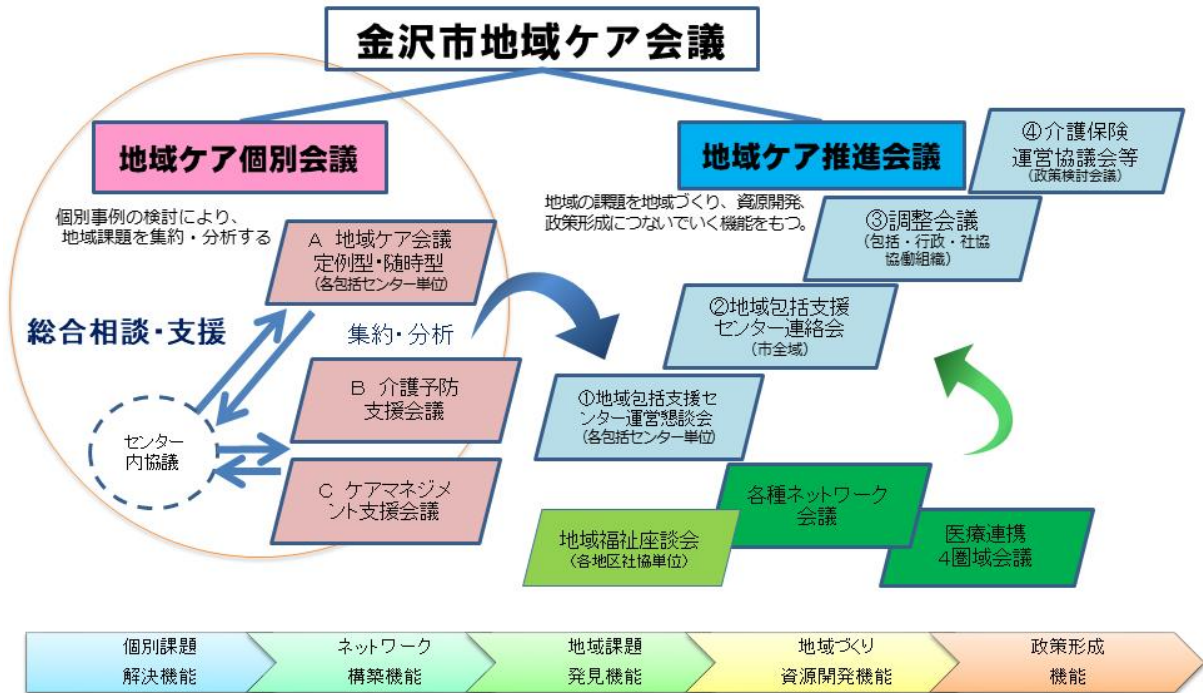 金沢市地域ケア会議
地域ケア個別会議
個別事例の検討により、
地域課題を集約・分析する
A 地域ケア会議
定例型・随時型
(各包括センター単位)
総合相談・支援
集約・分析
B 介護予防
支援会議
センター
内協議
C ケアマネジメ
ント支援会議
地域ケア推進会議
地域の課題を地域づくり、資源開発、
政策形成につないでいく機能をもつ。
④介護保険
運営協議会等
(政策検討会議)
③調整会議
(包括・行政・社協
協働組織)
②地域包括支援
センター連絡会
(市全域)
①地域包括支援セ
ンター運営懇談会
(各包括センター単位)
各種ネットワーク
会議
地域福祉座談会
(各地区社協単位)
医療連携
4圏域会議
個別課題
解決機能
ネットワーク
構築機能
地域課題
発見機能
地域づくり
資源開発機能
政策形成
機能